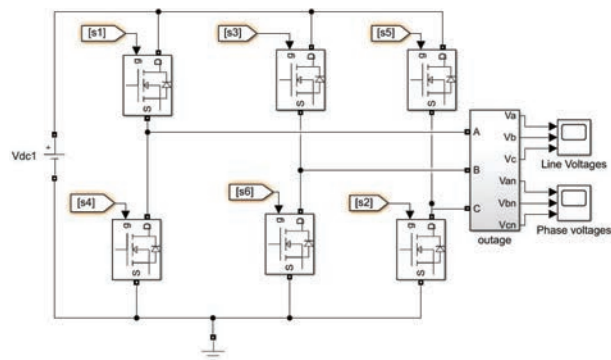 [s1]
[s3]
[s5]
g D
S
g D
S
g D
S
Vdc1
+
A
B
C
Va
Vb
Vc
Van
Vbn
Vcn
outage
Line Voltages
Phase voltages
[s4]
[s6]
[s2]
g D
S
g D
S
g D
S